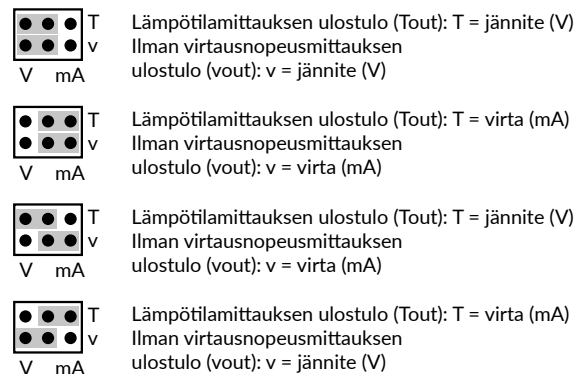 T Lämpötilamittauksen ulostulo (Tout): T = jännite (V)
v Ilman virtausnopeusmittauksen
V mA ulostulo (vout): v = jännite (V)
T Lämpötilamittauksen ulostulo (Tout): T = virta (mA)
v Ilman virtausnopeusmittauksen
V mA ulostulo (vout): v = virta (mA)
T Lämpötilamittauksen ulostulo (Tout): T = jännite (V)
v Ilman virtausnopeusmittauksen
V mA ulostulo (vout): v = virta (mA)
T Lämpötilamittauksen ulostulo (Tout): T = virta (mA)
v Ilman virtausnopeusmittauksen
V mA ulostulo (vout): v = jännite (V)